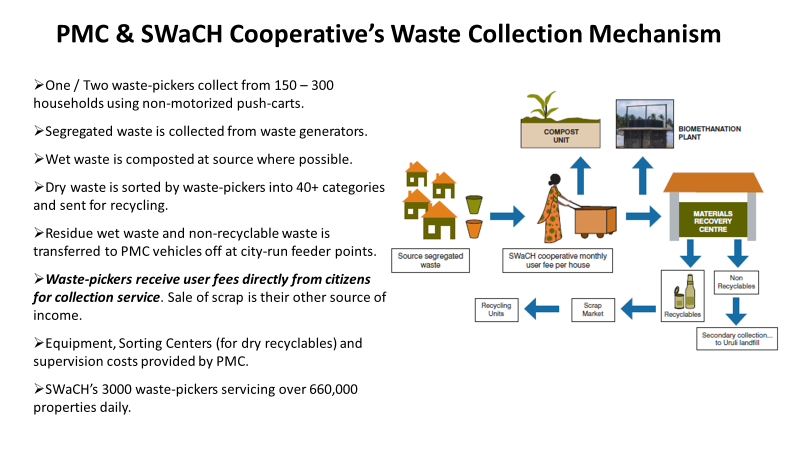 PMC & SWaCH Cooperative's Waste Collection Mechanism
➢One / Two waste-pickers collect from 150 – 300
households using non-motorized push-carts.
➢Segregated waste is collected from waste generators.
➢Wet waste is composted at source where possible.
➢Dry waste is sorted by waste-pickers into 40+ categories
and sent for recycling.
➢Residue wet waste and non-recyclable waste is
transferred to PMC vehicles off at city-run feeder points.
➢Waste-pickers receive user fees directly from citizens
for collection service. Sale of scrap is their other source of
income.
➢Equipment, Sorting Centers (for dry recyclables) and
supervision costs provided by PMC.
➢SWaCH's 3000 waste-pickers servicing over 660,000
properties daily.
COMPOST
UNIT
BIOMETHANATION
PLANT
MATERIALS
RECOVERY
CENTRE
Source segregated
waste
SWaCH cooperative monthly
user fee per house
Non
Recyclables
Recyclables
Scrap
Market
Recycling
Units
Secondary collection...
to Uruli landfill